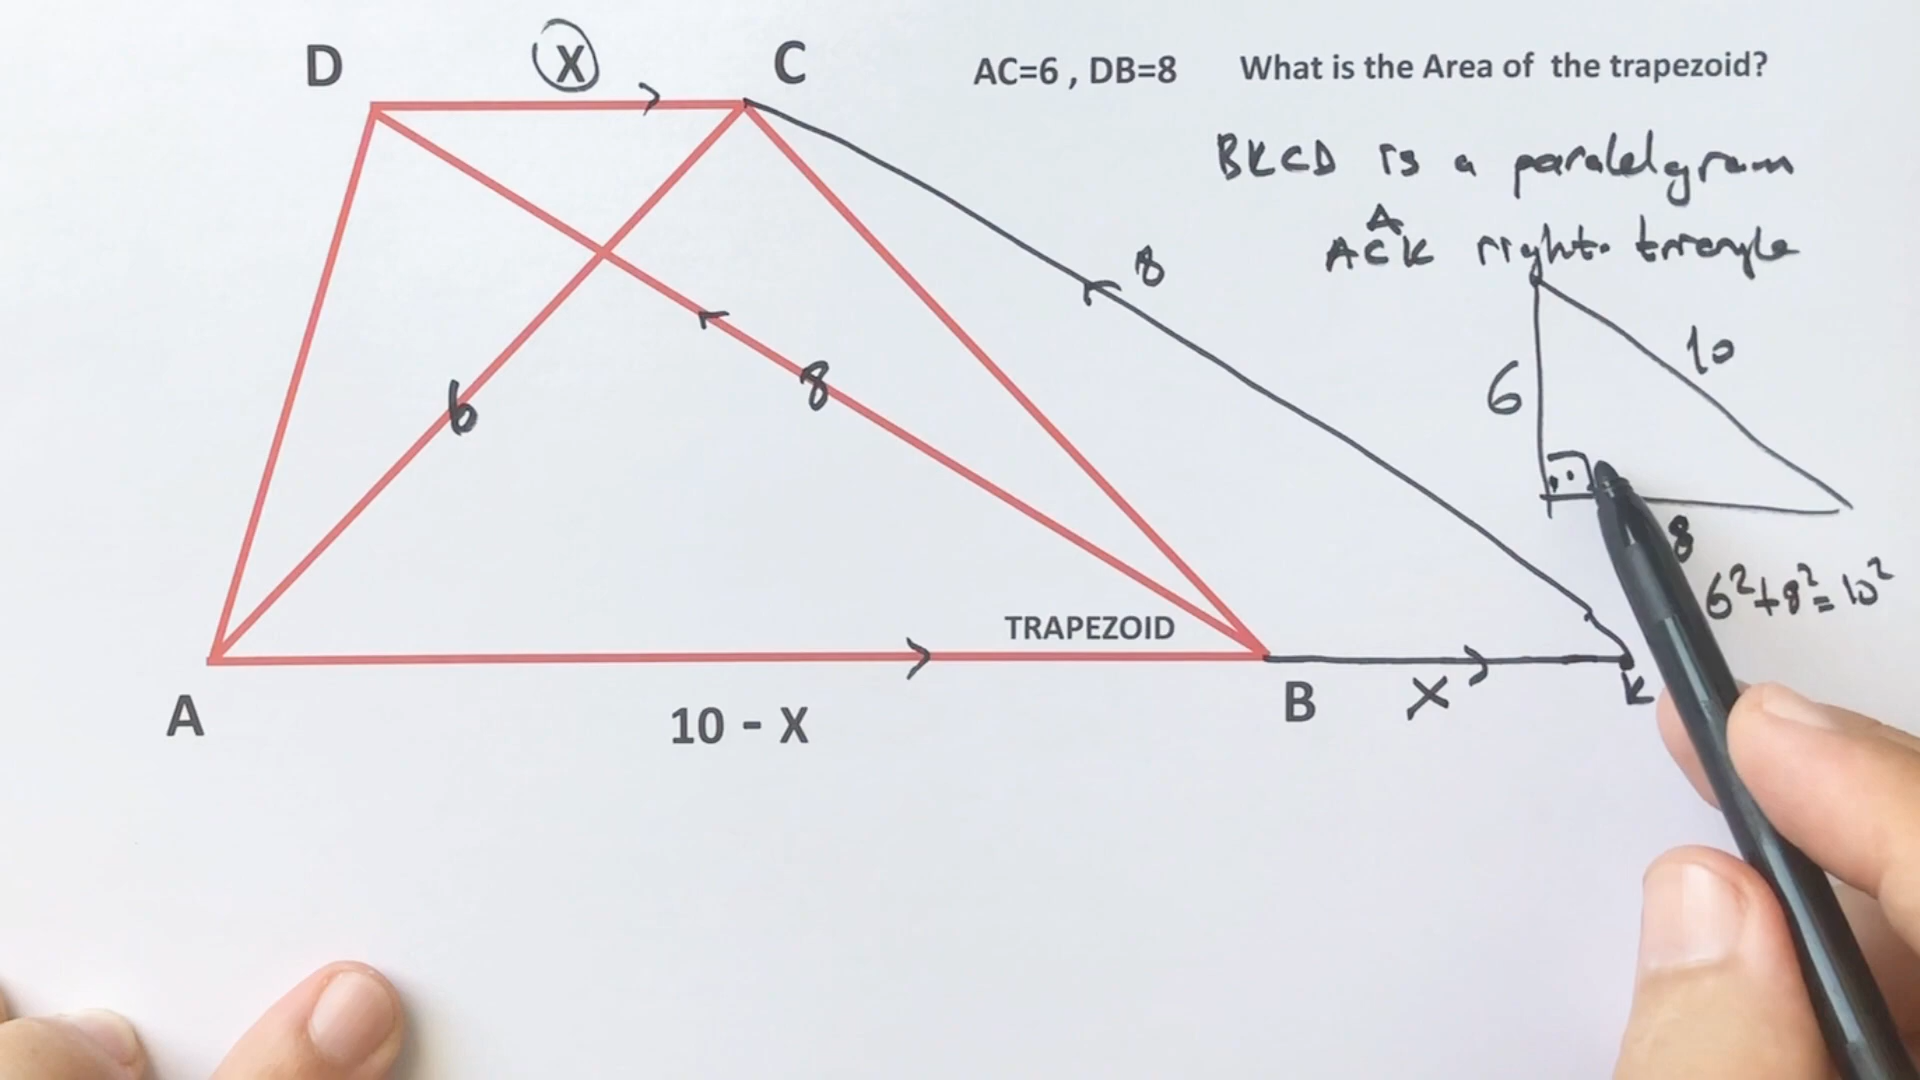 D X C AC=6 , DB=8 What is the Area of the trapezoid?
BKCD is a paralelgram
ACK right triangle
8
10
6
8
6
8
6²+8²=10²
TRAPEZOID
A 10 - X B X K